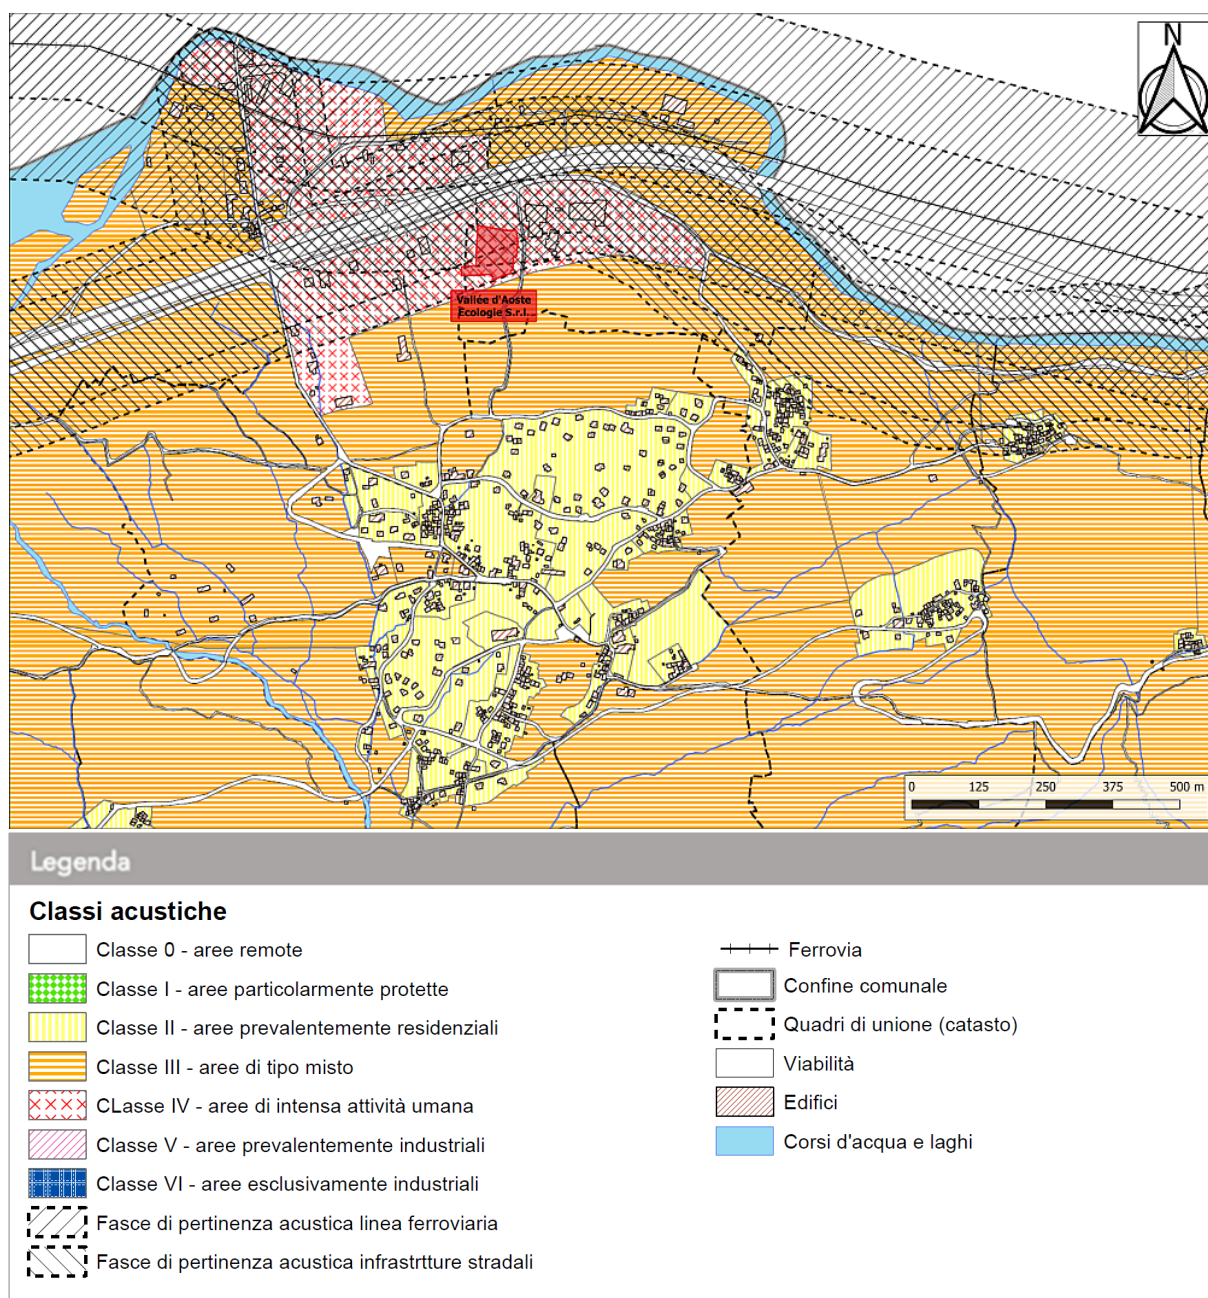 N
Vallée d'Aoste
Ecologie S.r.l.
0 125 250 375 500 m
Legenda
Classi acustiche
Classe 0 - aree remote
Classe I - aree particolarmente protette
Classe II - aree prevalentemente residenziali
Classe III - aree di tipo misto
CLasse IV - aree di intensa attività umana
Classe V - aree prevalentemente industriali
Classe VI - aree esclusivamente industriali
Fasce di pertinenza acustica linea ferroviaria
Fasce di pertinenza acustica infrastrtture stradali
Ferrovia
Confine comunale
Quadri di unione (catasto)
Viabilità
Edifici
Corsi d'acqua e laghi